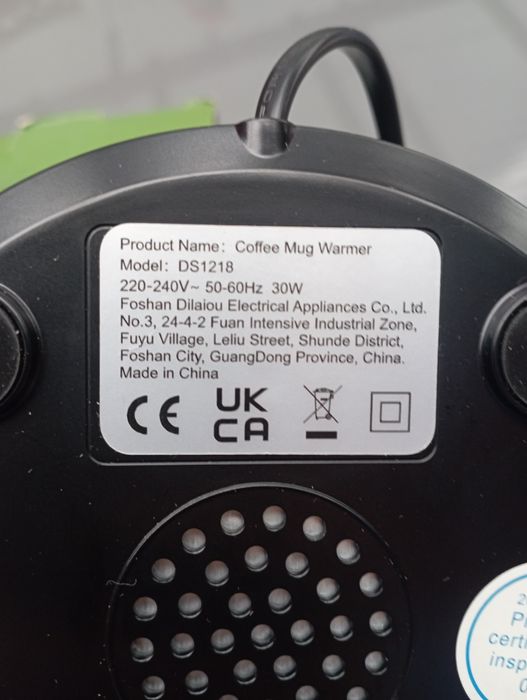 Product Name: Coffee Mug Warmer
Model: DS1218
220-240V~ 50-60Hz 30W
Foshan Dilaiou Electrical Appliances Co., Ltd.
No.3, 24-4-2 Fuan Intensive Industrial Zone,
Fuyu Village, Leliu Street, Shunde District,
Foshan City, GuangDong Province, China.
Made in China
CE
UK
CA